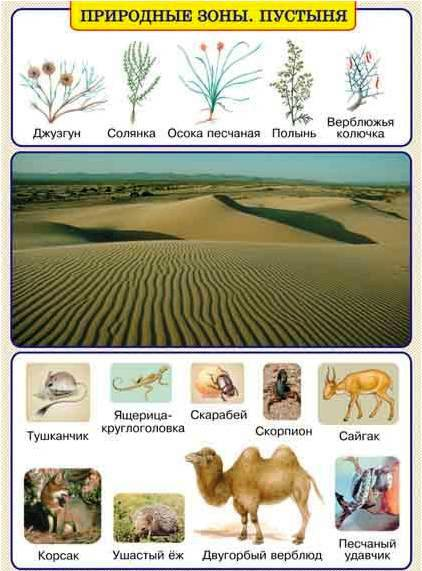 ПРИРОДНЫЕ ЗОНЫ. ПУСТЫНЯ
Джузгун
Солянка
Осока песчаная
Полынь
Верблюжья
колючка
Тушканчик
Ящерица-
круглоголовка
Скарабей
Скорпион
Сайгак
Корсак
Ушастый ёж
Двугорбый верблюд
Песчаный
удавчик